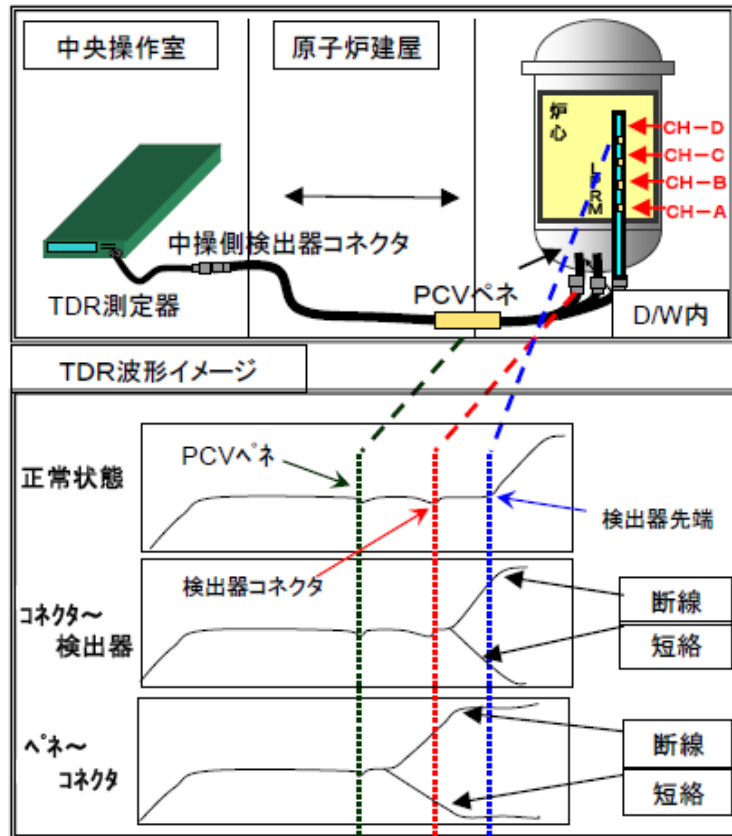 中央操作室
原子炉建屋
炉心
LPRM
CH－D
CH－C
CH－B
CH－A
中操側検出器コネクタ
TDR測定器
PCVペネ
D/W内
TDR波形イメージ
正常状態
PCVペネ
検出器コネクタ
検出器先端
コネクタ～
検出器
断線
短絡
ペネ～
コネクタ
断線
短絡